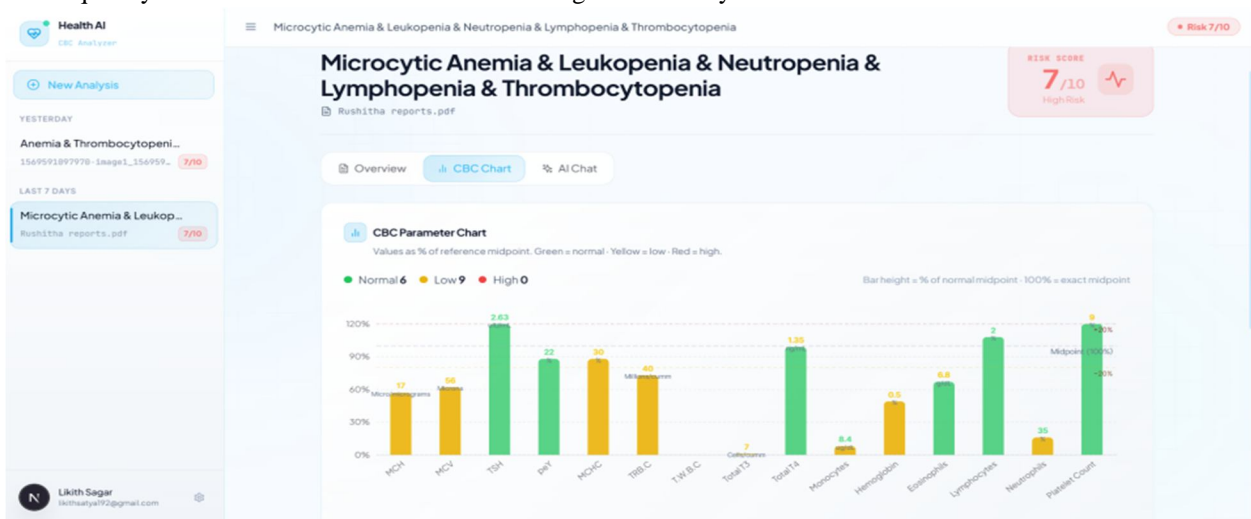 Health AI
CBC Analyzer
New Analysis
YESTERDAY
Anemia & Thrombocytopeni...
7/10
LAST 7 DAYS
Microcytic Anemia & Leukop...
Rushitha reports.pdf 7/10
Likith Sagar
likithsatya192@gmail.com
Microcytic Anemia & Leukopenia & Neutropenia & Lymphopenia & Thrombocytopenia
Risk 7/10
Microcytic Anemia & Leukopenia & Neutropenia &
Lymphopenia & Thrombocytopenia
Rushitha reports.pdf
RISK SCORE
7/10
High Risk
Overview
CBC Chart
AI Chat
CBC Parameter Chart
Values as % of reference midpoint. Green = normal · Yellow = low · Red = high.
Normal 6 Low 9 High 0
Bar height = % of normal midpoint · 100% = exact midpoint
120%
90%
60%
30%
0%
17
56
2.63
22
%
30
%
40
7
1.35
8.4
0.5
%
6.8
2
%
35
%
9
Midpoint (100%)
-20%
MCH
MCV
TSH
MCHC
T.W.B.C
Total T3
Total T4
Monocytes
Hemoglobin
Eosinophils
Lymphocytes
Neutrophils
Platelet Count